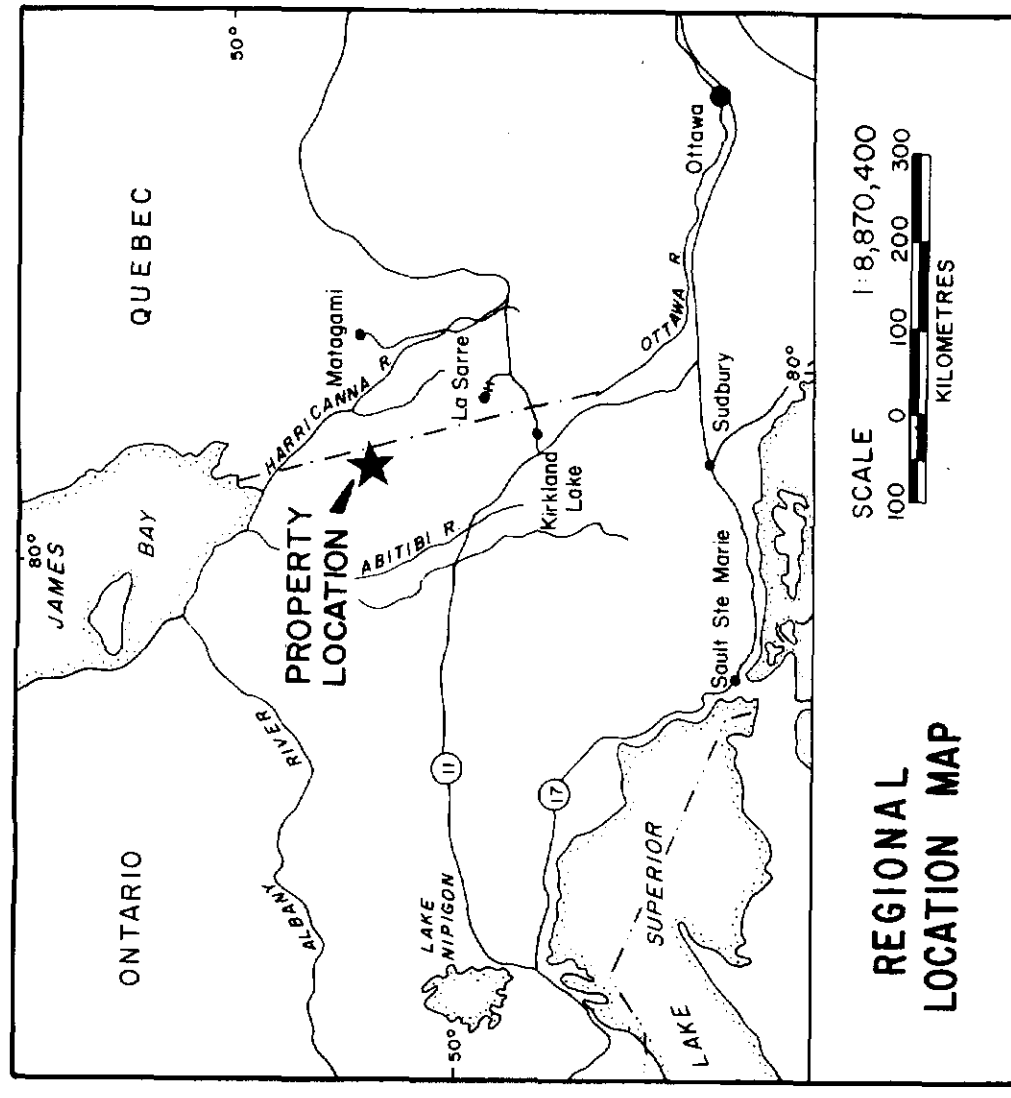 80°
JAMES
BAY
QUEBEC
50°
ONTARIO
ALBANY
RIVER
HARRICANNA R.
Matagami
PROPERTY
LOCATION
ABITIBI R.
La Sarre
Kirkland
Lake
LAKE
NIPIGON
50°
11
17
OTTAWA R
Ottawa
Sudbury
80°
Sault Ste Marie
LAKE
SUPERIOR
REGIONAL
LOCATION MAP
SCALE 1:8,870,400
100 0 100 200 300
KILOMETRES